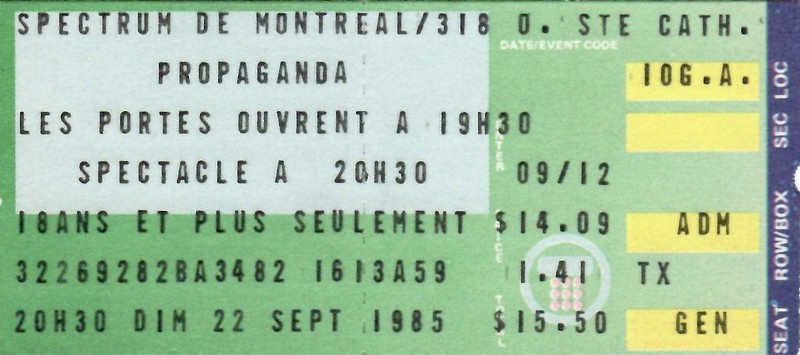 SPECTRUM DE MONTREAL/318 O. STE CATH.
DATE/EVENT CODE
PROPAGANDA IOG.A.
LES PORTES OUVRENT A 19H30
SPECTACLE A 20H30 09/12
18ANS ET PLUS SEULEMENT $14.09 ADM
32269282BA3482 1613A59 1.41 TX
20H30 DIM 22 SEPT 1985 $15.50 GEN
SEC LOC
ROW/BOX
SEAT